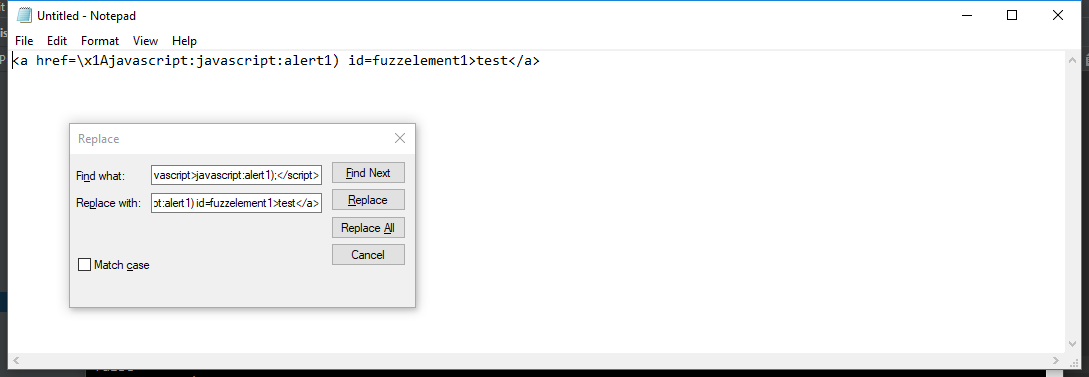 Untitled - Notepad
File Edit Format View Help
<a href=\x1Ajavascript:javascript:alert1) id=fuzzelement1>test</a>
Replace
Find what: vascript>javascript:alert1);</script> Find Next
Replace with: pt:alert1) id=fuzzelement1>test</a> Replace
Replace All
Cancel
Match case